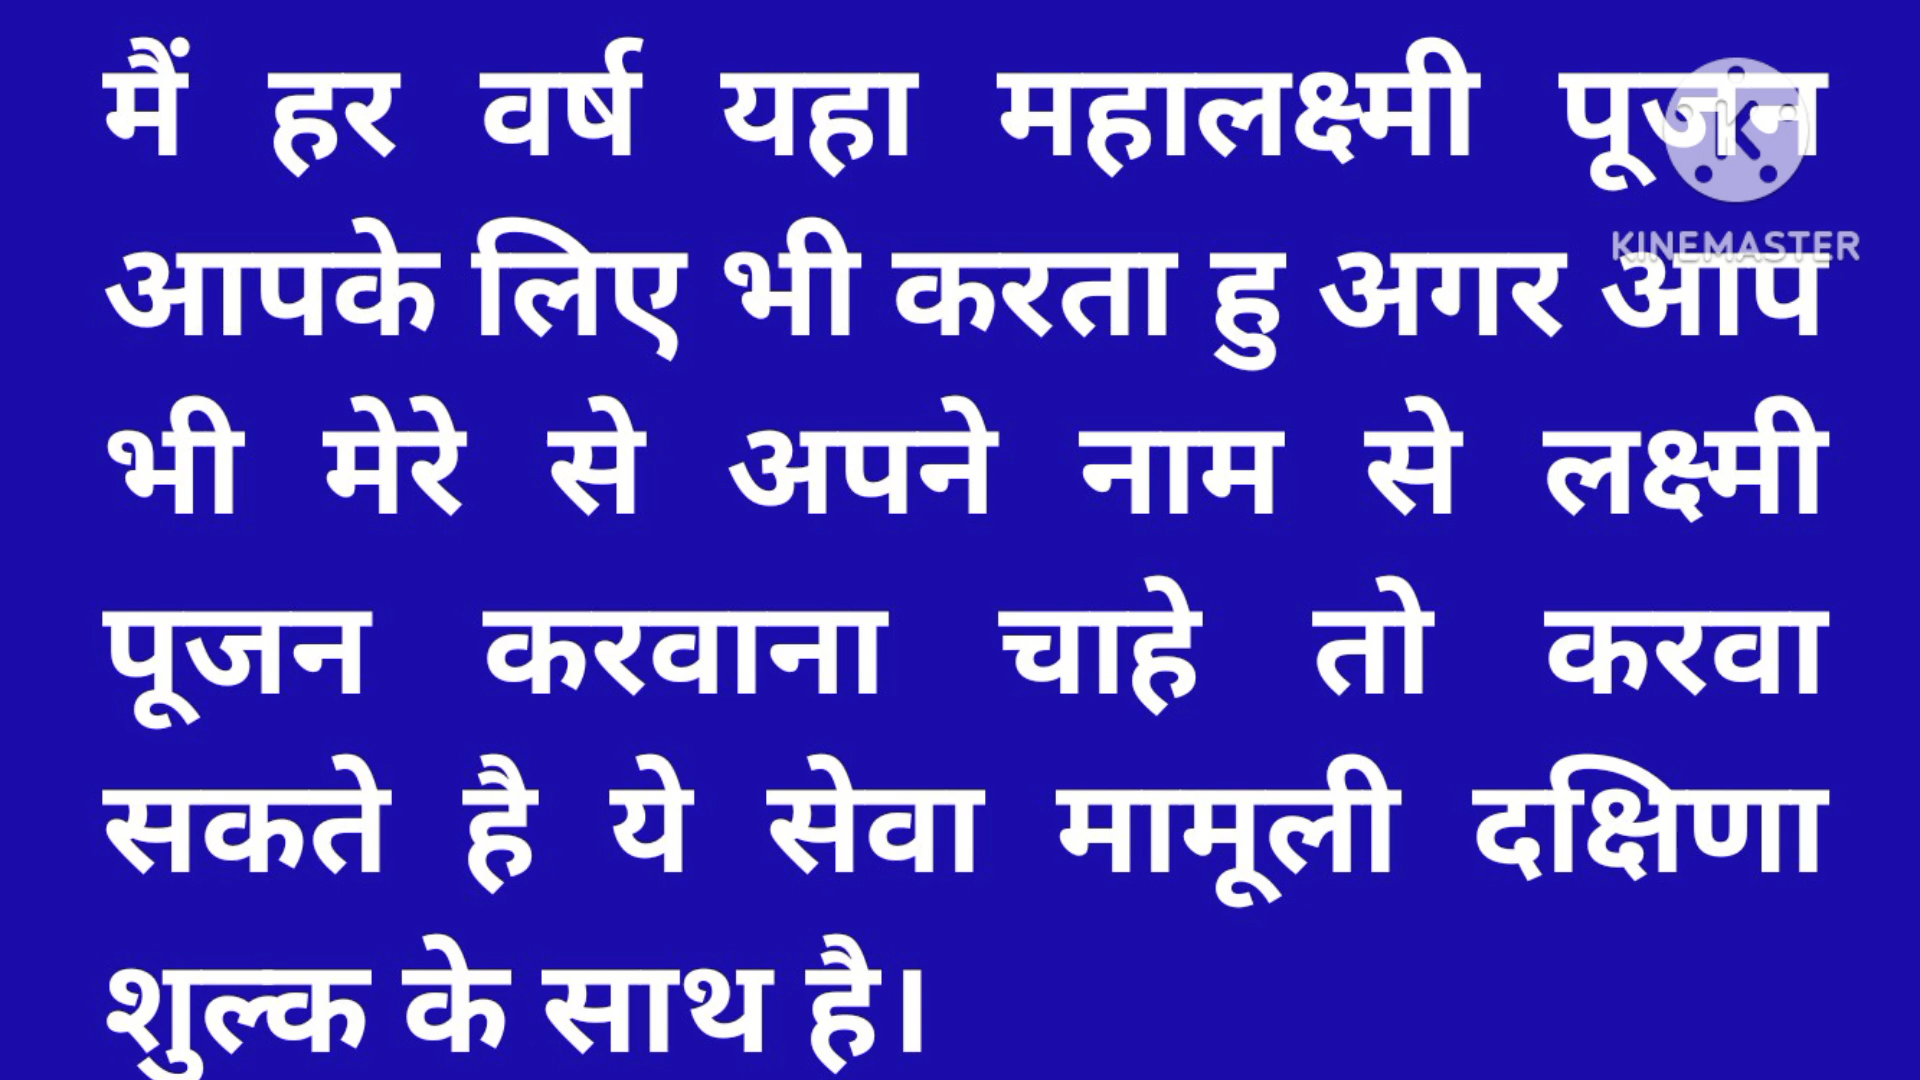 मैं हर वर्ष यहा महालक्ष्मी पूजन
आपके लिए भी करता हु अगर आप
भी मेरे से अपने नाम से लक्ष्मी
पूजन करवाना चाहे तो करवा
सकते है ये सेवा मामूली दक्षिणा
शुल्क के साथ है।
KINEMASTER